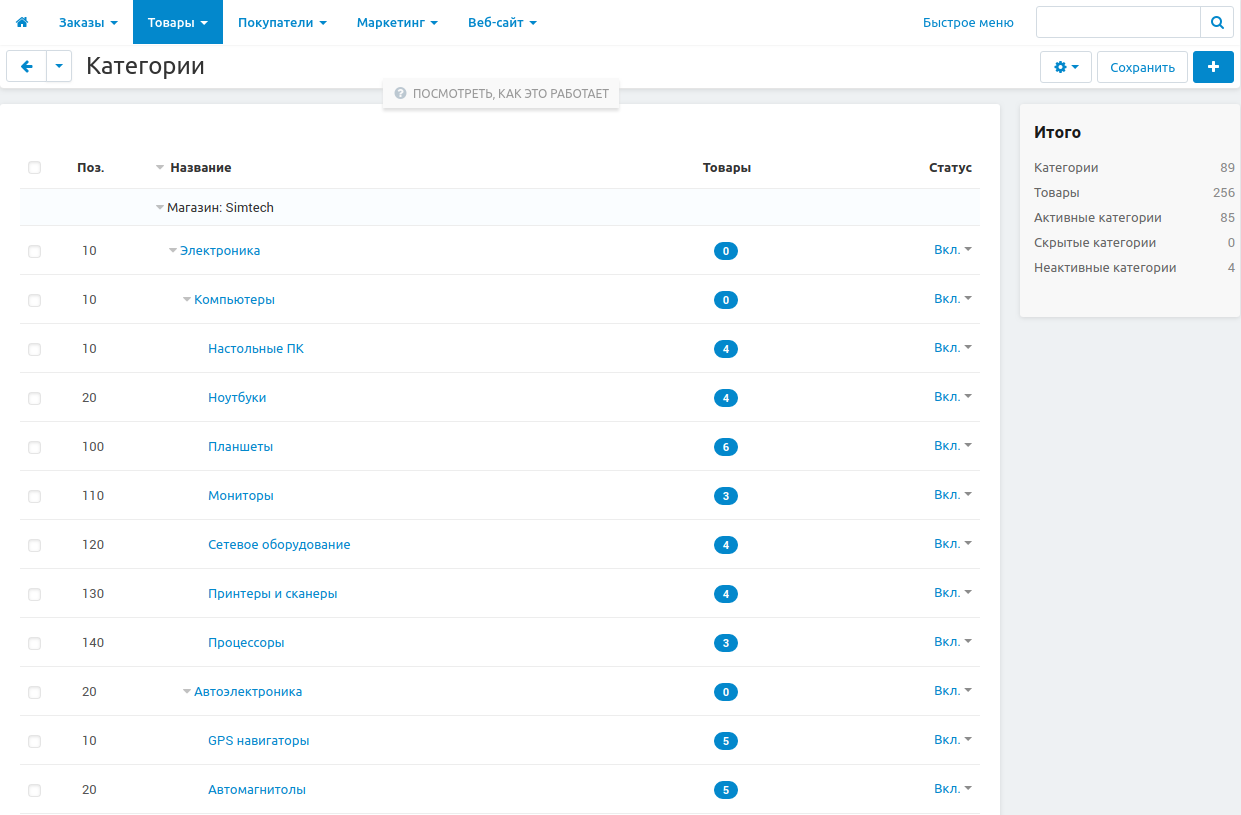 Заказы Товары Покупатели Маркетинг Веб-сайт Быстрое меню
Категории Сохранить
ПОСМОТРЕТЬ, КАК ЭТО РАБОТАЕТ
Поз. Название Товары Статус
Магазин: Simtech
10 Электроника 0 Вкл.
10 Компьютеры 0 Вкл.
10 Настольные ПК 4 Вкл.
20 Ноутбуки 4 Вкл.
100 Планшеты 6 Вкл.
110 Мониторы 3 Вкл.
120 Сетевое оборудование 4 Вкл.
130 Принтеры и сканеры 4 Вкл.
140 Процессоры 3 Вкл.
20 Автоэлектроника 0 Вкл.
10 GPS навигаторы 5 Вкл.
20 Автомагнитолы 5 Вкл.
Итого
Категории 89
Товары 256
Активные категории 85
Скрытые категории 0
Неактивные категории 4